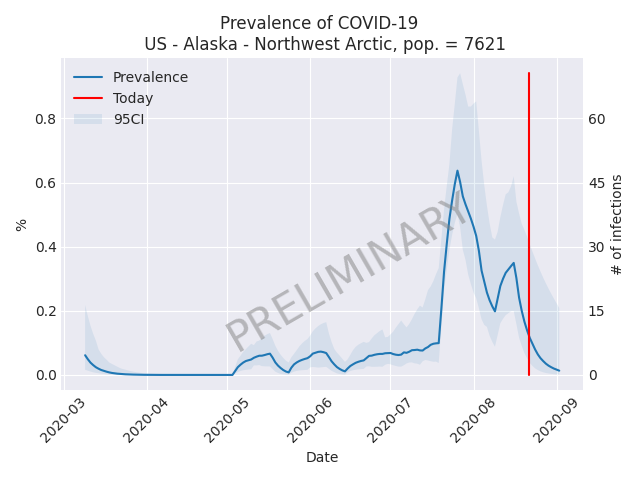 Prevalence of COVID-19
US - Alaska - Northwest Arctic, pop. = 7621
Prevalence
Today
95CI
%
0.8
0.6
0.4
0.2
0.0
# of infections
60
45
30
15
0
PRELIMINARY
2020-03
2020-04
2020-05
2020-06
2020-07
2020-08
2020-09
Date